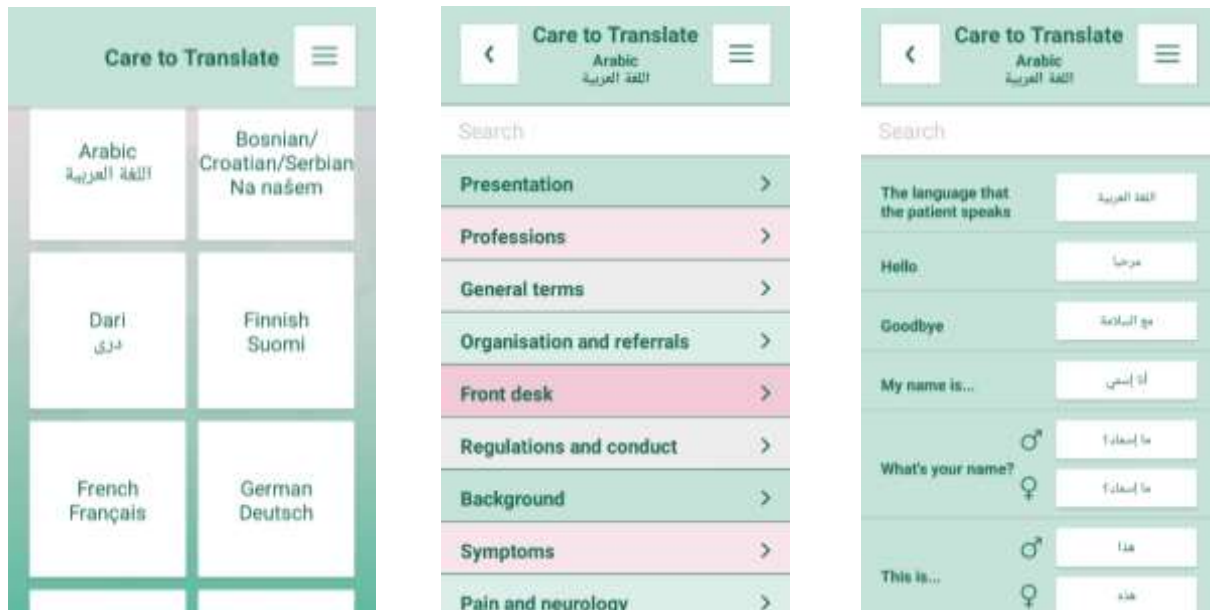 Care to Translate
Arabic
اللغة العربية
Bosnian/
Croatian/Serbian
Na našem
Dari
دری
Finnish
Suomi
French
Français
German
Deutsch
Care to Translate
Arabic
اللغة العربية
Search
Presentation
Professions
General terms
Organisation and referrals
Front desk
Regulations and conduct
Background
Symptoms
Pain and neurology
Care to Translate
Arabic
اللغة العربية
Search
The language that
the patient speaks
اللغة العربية
Hello
مرحبا
Goodbye
مع السلامة
My name is...
أنا إسمي
What's your name?
This is...
هذا
هذه